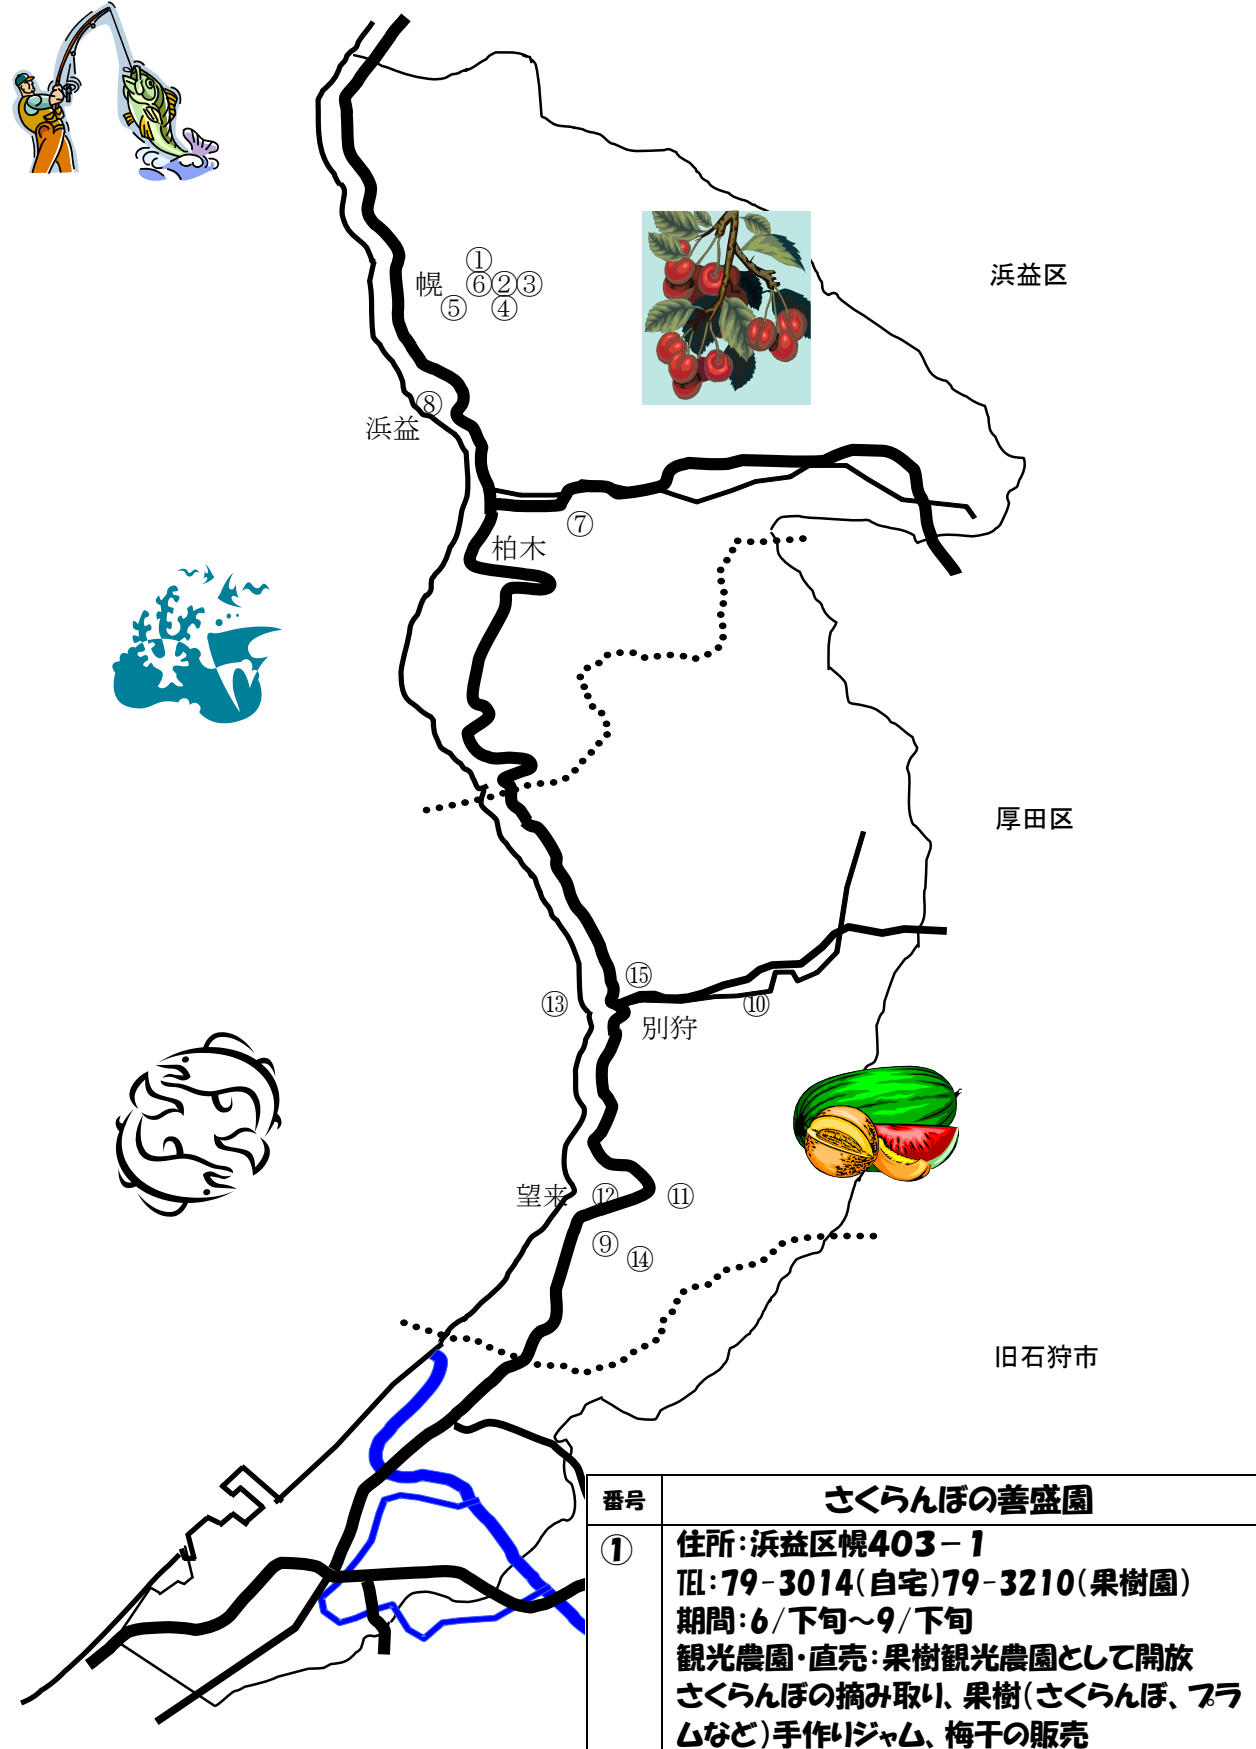 浜益区
①
幌 ⑥②③
⑤ ④
⑧
浜益
⑦
柏木
厚田区
⑮
⑬ ⑩
別狩
望来 ⑫ ⑪
⑨
⑭
旧石狩市
番号 さくらんぼの善盛園
① 住所:浜益区幌403-1
TEL:79-3014(自宅)79-3210(果樹園)
期間:6/下旬~9/下旬
観光農園・直売:果樹観光農園として開放
さくらんぼの摘み取り、果樹(さくらんぼ、プラ
ムなど)手作りジャム、梅干の販売